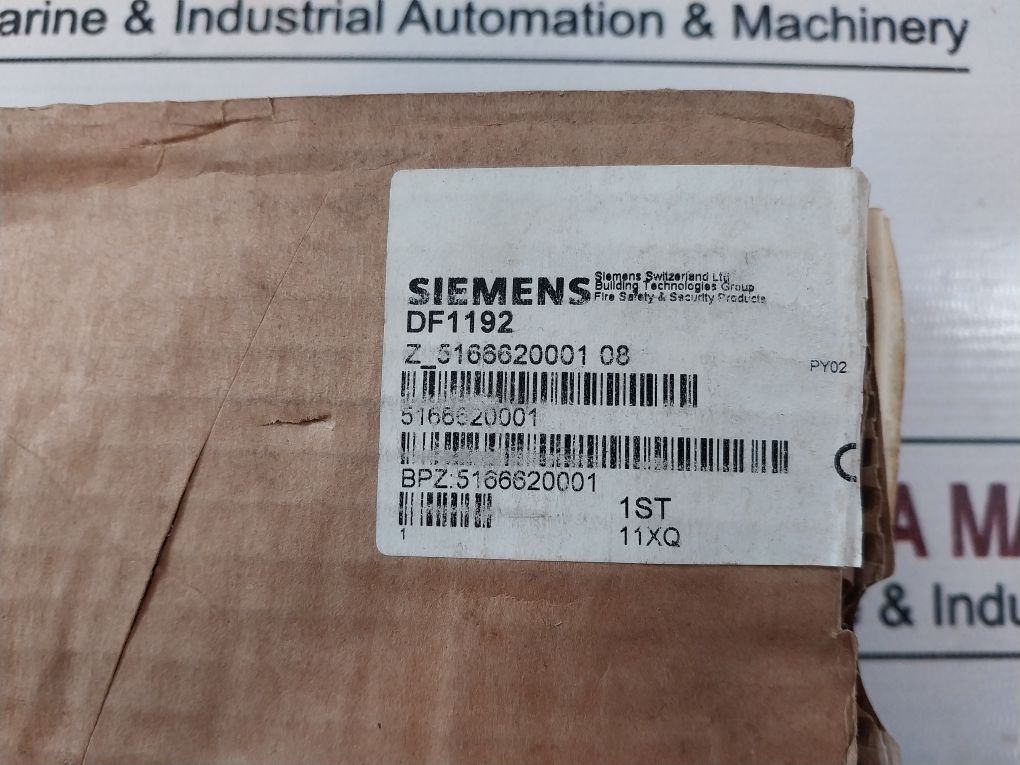 arine & Industrial Automation & Machinery
SIEMENS
Siemens Switzerland Ltd
Building Technologies Group
Fire Safety & Security Products
DF1192
Z_5166620001 08
PY02
5166620001
BPZ:5166620001
1ST
1
11XQ
A MA
& Indu